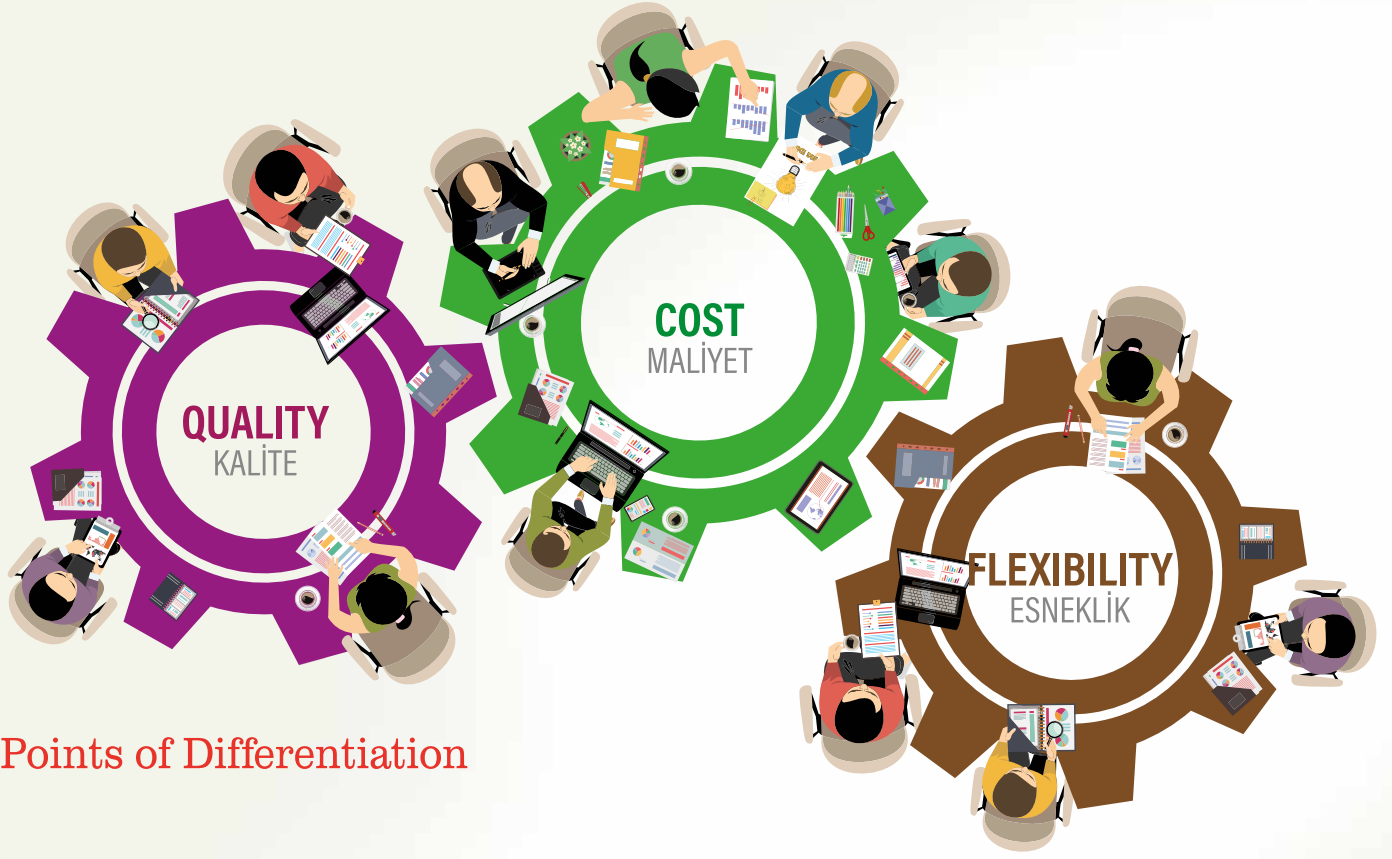 QUALITY
KALİTE
COST
MALİYET
FLEXIBILITY
ESNEKLİK
Points of Differentiation